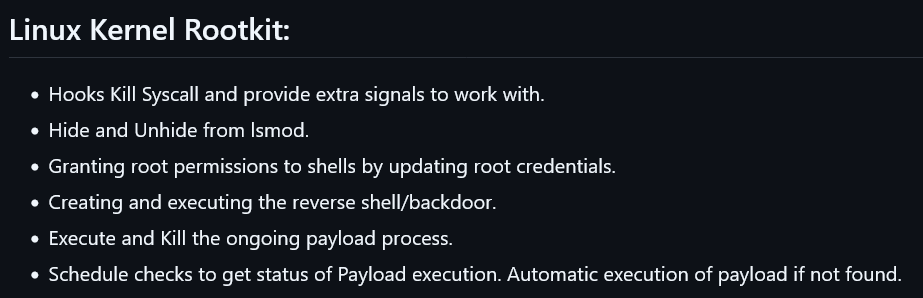 Linux Kernel Rootkit:
• Hooks Kill Syscall and provide extra signals to work with.
• Hide and Unhide from lsmod.
• Granting root permissions to shells by updating root credentials.
• Creating and executing the reverse shell/backdoor.
• Execute and Kill the ongoing payload process.
• Schedule checks to get status of Payload execution. Automatic execution of payload if not found.